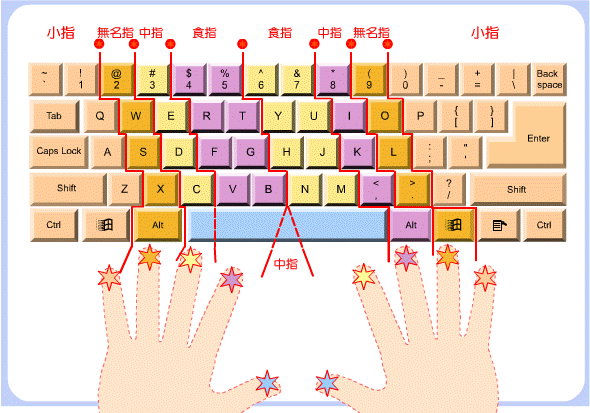 小指 無名指 中指 食指 食指 中指 無名指 小指
~ ! @ # $ % ^ & * ( ) _ + | Back
` 1 2 3 4 5 6 7 8 9 0 - = \ space
Tab Q W E R T Y U I O P { } Enter
[ ]
Caps Lock A S D F G H J K L : "
; '
Shift Z X C V B N M < > ? Shift
, . /
Ctrl Alt Alt Ctrl
中指